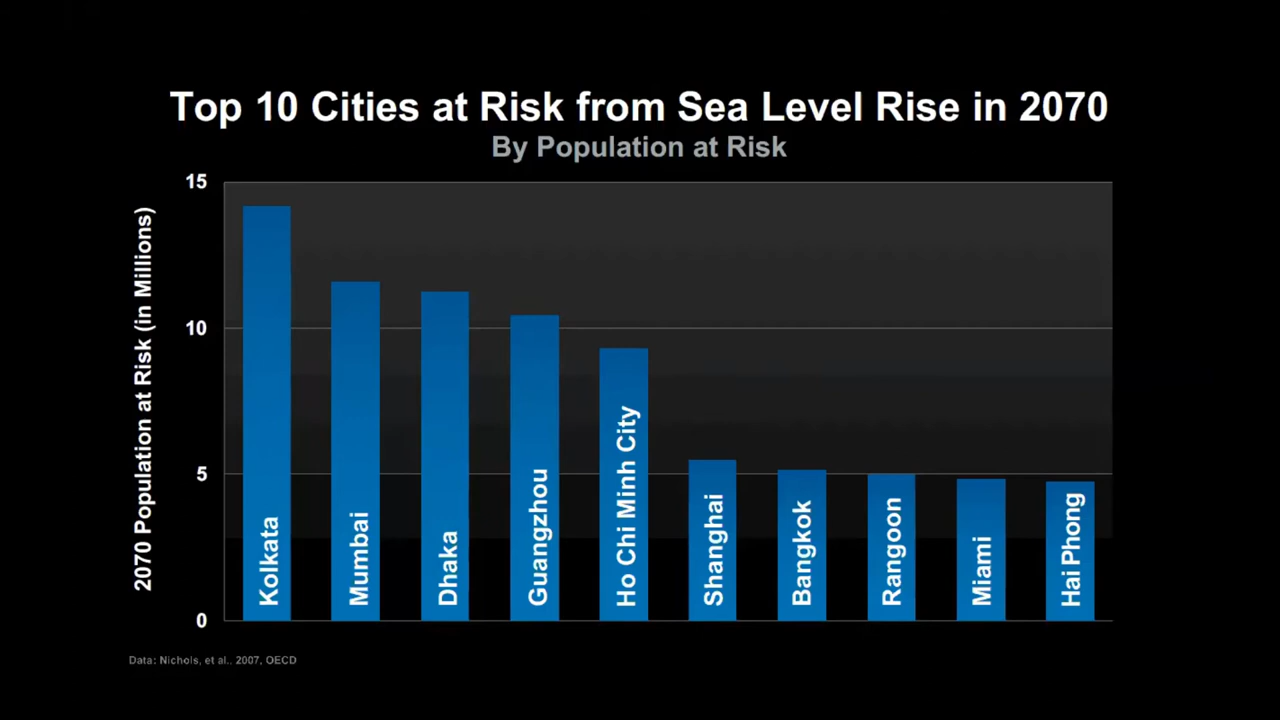 Top 10 Cities at Risk from Sea Level Rise in 2070
By Population at Risk
2070 Population at Risk (in Millions)
15
10
5
0
Kolkata
Mumbai
Dhaka
Guangzhou
Ho Chi Minh City
Shanghai
Bangkok
Rangoon
Miami
Hai Phong
Data: Nichols, et al.. 2007, OECD